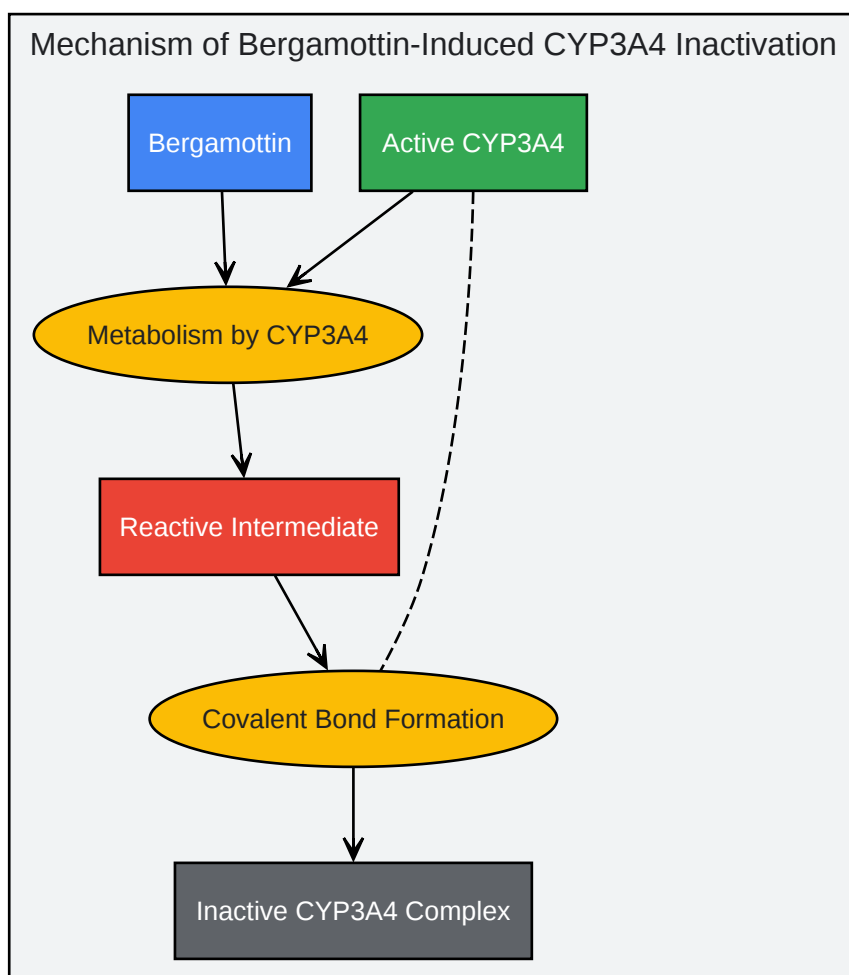 Mechanism of Bergamottin-Induced CYP3A4 Inactivation
Bergamottin
Active CYP3A4
Metabolism by CYP3A4
Reactive Intermediate
Covalent Bond Formation
Inactive CYP3A4 Complex